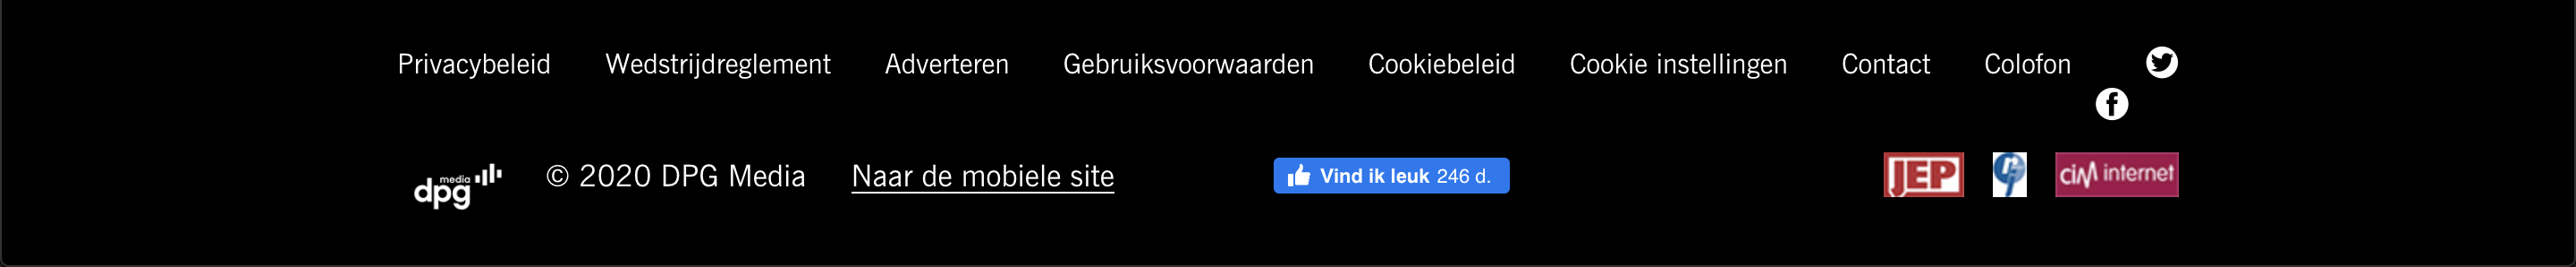 Privacybeleid Wedstrijdreglement Adverteren Gebruiksvoorwaarden Cookiebeleid Cookie instellingen Contact Colofon
dpg media © 2020 DPG Media Naar de mobiele site Vind ik leuk 246 d. JEP CIM internet